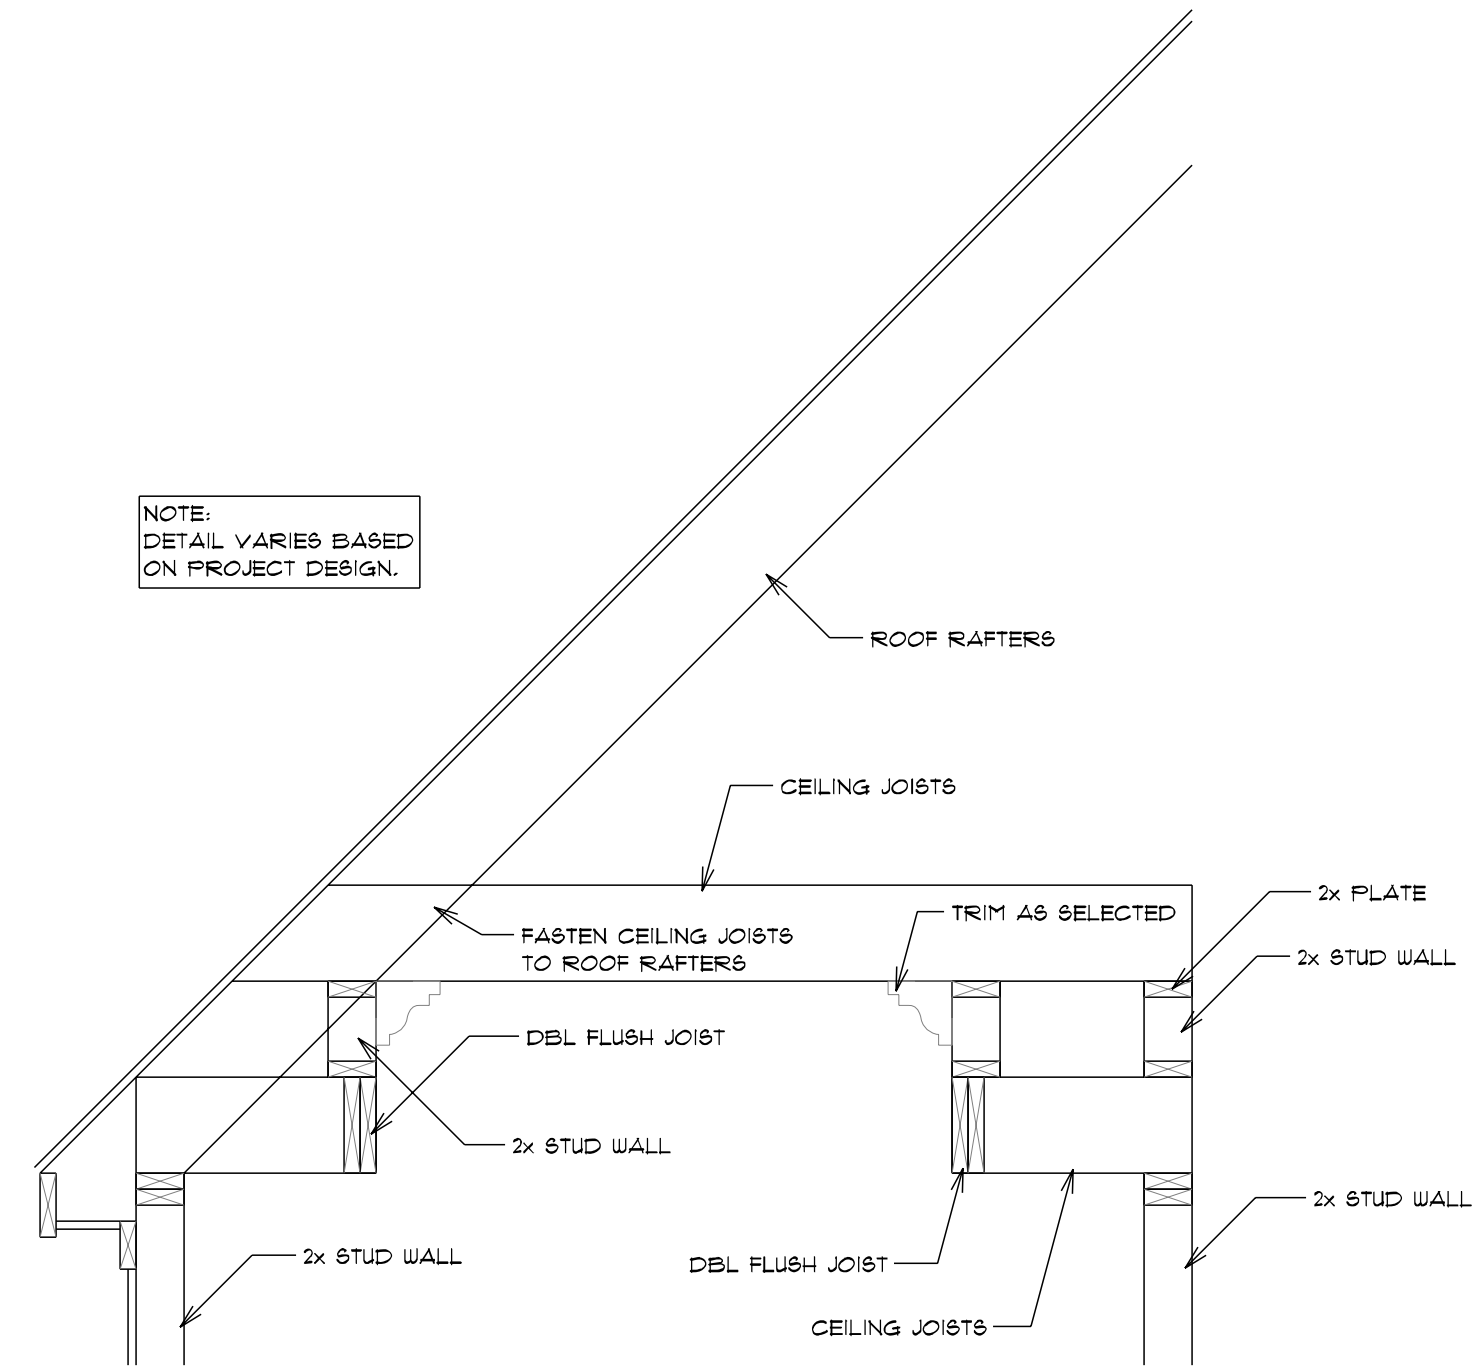 NOTE:
DETAIL VARIES BASED
ON PROJECT DESIGN.
ROOF RAFTERS
CEILING JOISTS
2x PLATE
TRIM AS SELECTED
FASTEN CEILING JOISTS
TO ROOF RAFTERS
2x STUD WALL
DBL FLUSH JOIST
2x STUD WALL
2x STUD WALL
2x STUD WALL
DBL FLUSH JOIST
CEILING JOISTS